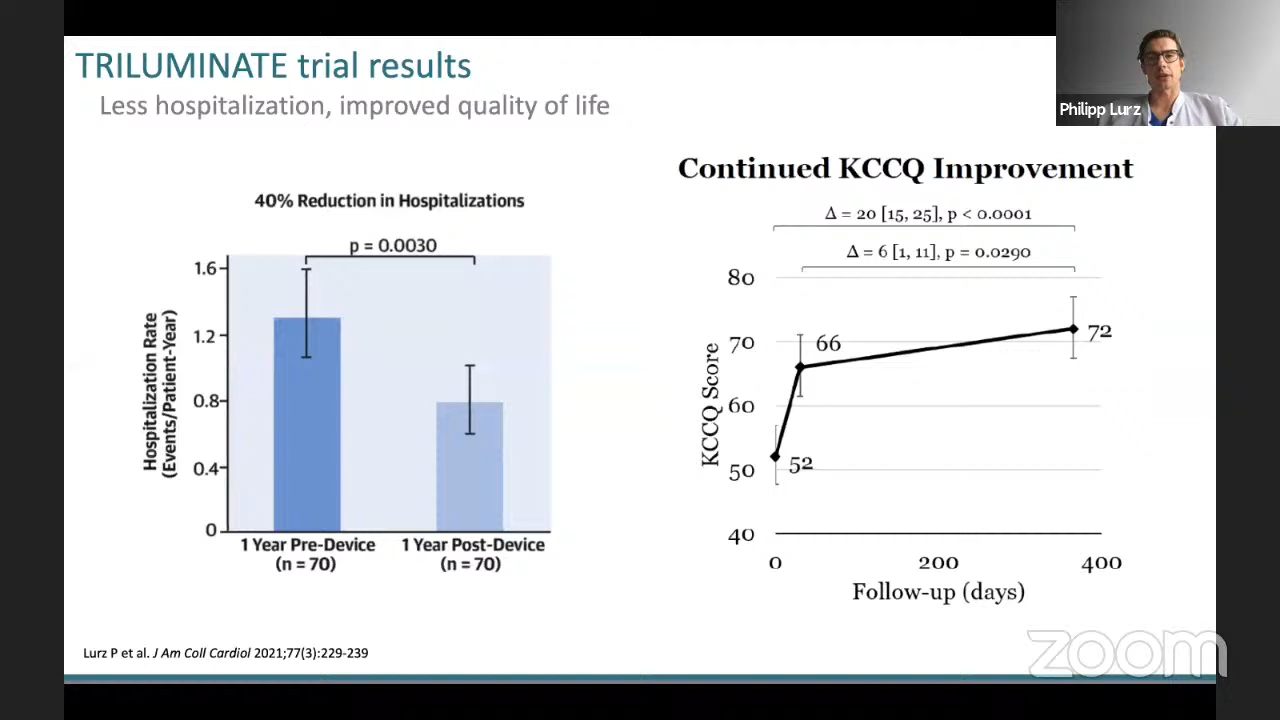 TRILUMINATE trial results
Less hospitalization, improved quality of life
Philipp Lurz
40% Reduction in Hospitalizations
p = 0.0030
1.6
1.2
0.8
0.4
0
Hospitalization Rate
(Events/Patient-Year)
1 Year Pre-Device
(n = 70)
1 Year Post-Device
(n = 70)
Continued KCCQ Improvement
Δ = 20 [15, 25], p < 0.0001
Δ = 6 [1, 11], p = 0.0290
80
70
60
50
40
KCCQ Score
52
66
72
0
200
400
Follow-up (days)
Lurz P et al. J Am Coll Cardiol 2021;77(3):229-239
zoom